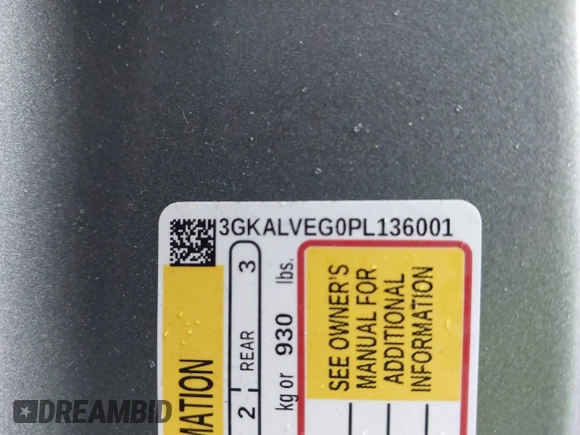 3GKALVEG0PL136001
MATION
2
REAR 3
kg or 930 lbs.
SEE OWNER'S
MANUAL FOR
ADDITIONAL
INFORMATION
DREAMBID